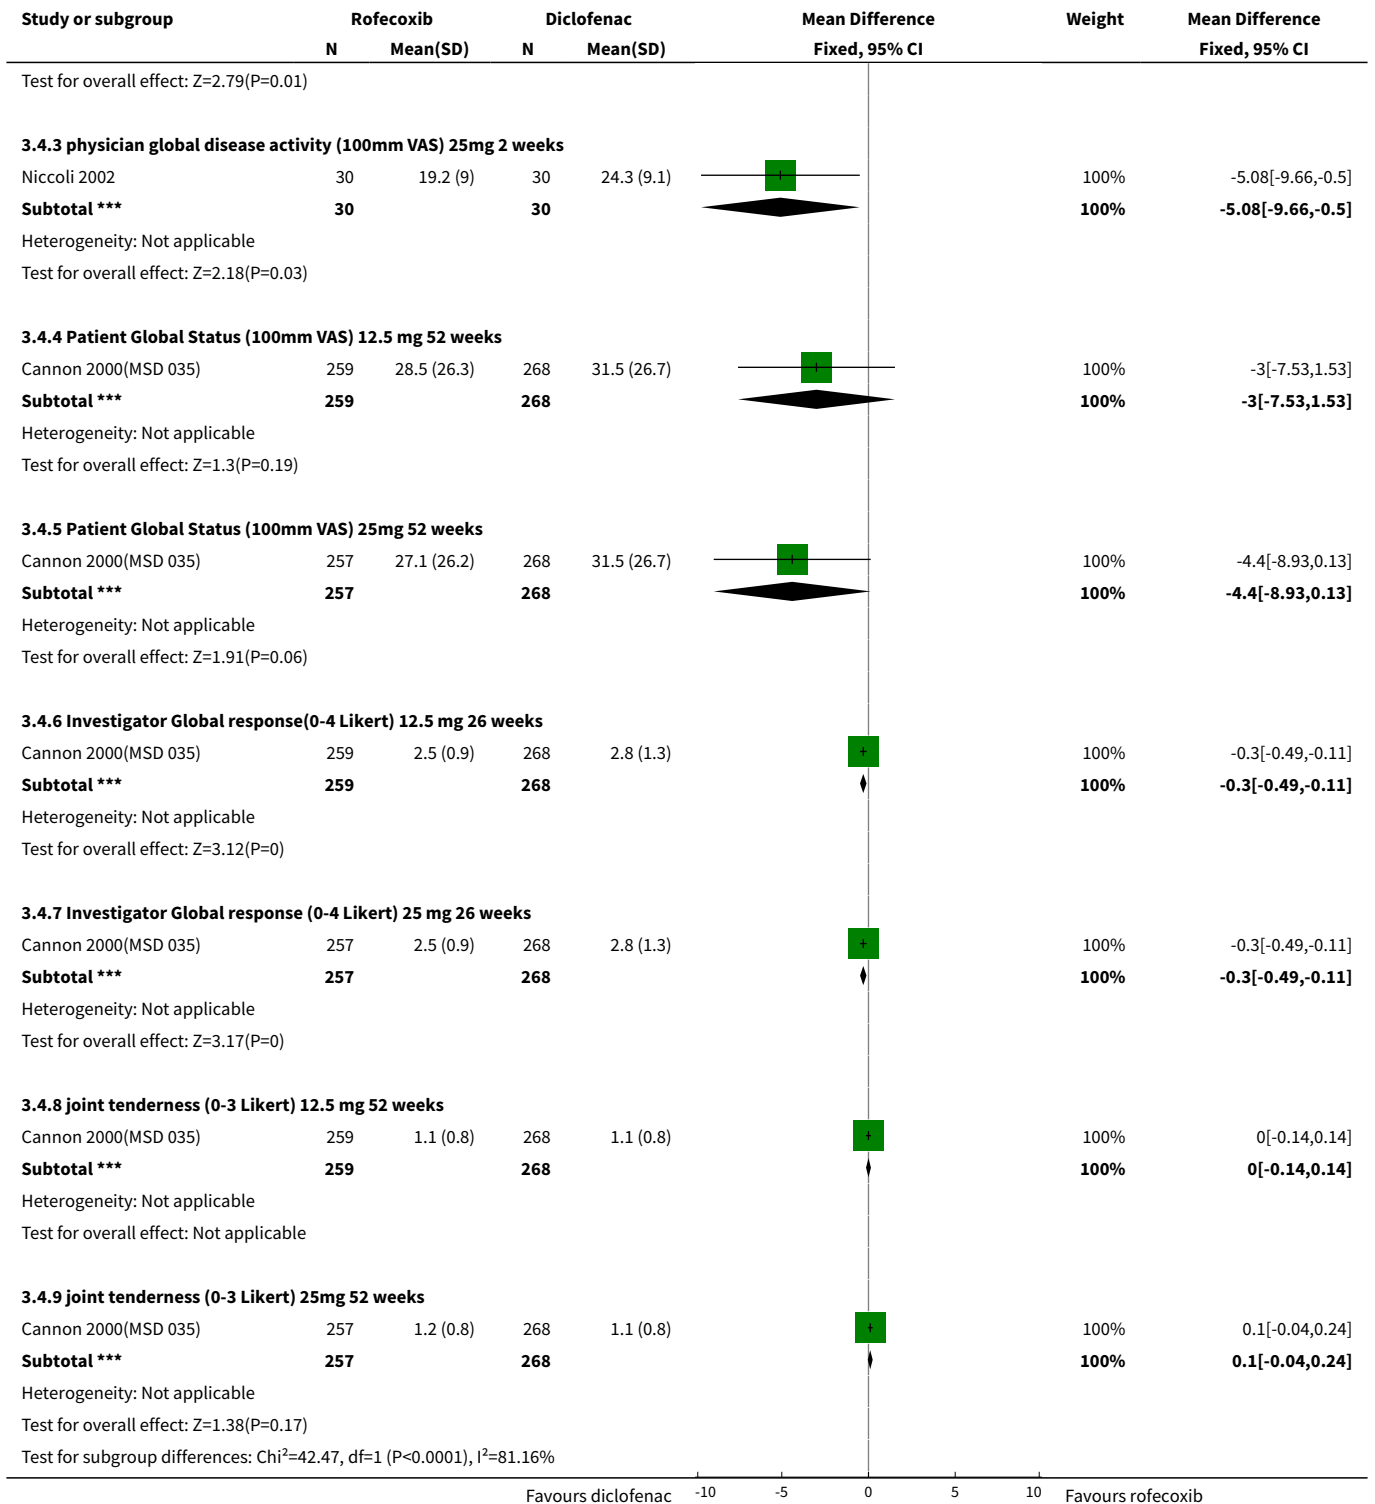 Study or subgroup Rofecoxib Diclofenac Mean Difference Weight Mean Difference
N Mean(SD) N Mean(SD) Fixed, 95% CI Fixed, 95% CI
Test for overall effect: Z=2.79(P=0.01)
3.4.3 physician global disease activity (100mm VAS) 25mg 2 weeks
Niccoli 2002 30 19.2 (9) 30 24.3 (9.1) 100% -5.08[-9.66,-0.5]
Subtotal *** 30 30 100% -5.08[-9.66,-0.5]
Heterogeneity: Not applicable
Test for overall effect: Z=2.18(P=0.03)
3.4.4 Patient Global Status (100mm VAS) 12.5 mg 52 weeks
Cannon 2000(MSD 035) 259 28.5 (26.3) 268 31.5 (26.7) 100% -3[-7.53,1.53]
Subtotal *** 259 268 100% -3[-7.53,1.53]
Heterogeneity: Not applicable
Test for overall effect: Z=1.3(P=0.19)
3.4.5 Patient Global Status (100mm VAS) 25mg 52 weeks
Cannon 2000(MSD 035) 257 27.1 (26.2) 268 31.5 (26.7) 100% -4.4[-8.93,0.13]
Subtotal *** 257 268 100% -4.4[-8.93,0.13]
Heterogeneity: Not applicable
Test for overall effect: Z=1.91(P=0.06)
3.4.6 Investigator Global response(0-4 Likert) 12.5 mg 26 weeks
Cannon 2000(MSD 035) 259 2.5 (0.9) 268 2.8 (1.3) 100% -0.3[-0.49,-0.11]
Subtotal *** 259 268 100% -0.3[-0.49,-0.11]
Heterogeneity: Not applicable
Test for overall effect: Z=3.12(P=0)
3.4.7 Investigator Global response (0-4 Likert) 25 mg 26 weeks
Cannon 2000(MSD 035) 257 2.5 (0.9) 268 2.8 (1.3) 100% -0.3[-0.49,-0.11]
Subtotal *** 257 268 100% -0.3[-0.49,-0.11]
Heterogeneity: Not applicable
Test for overall effect: Z=3.17(P=0)
3.4.8 joint tenderness (0-3 Likert) 12.5 mg 52 weeks
Cannon 2000(MSD 035) 259 1.1 (0.8) 268 1.1 (0.8) 100% 0[-0.14,0.14]
Subtotal *** 259 268 100% 0[-0.14,0.14]
Heterogeneity: Not applicable
Test for overall effect: Not applicable
3.4.9 joint tenderness (0-3 Likert) 25mg 52 weeks
Cannon 2000(MSD 035) 257 1.2 (0.8) 268 1.1 (0.8) 100% 0.1[-0.04,0.24]
Subtotal *** 257 268 100% 0.1[-0.04,0.24]
Heterogeneity: Not applicable
Test for overall effect: Z=1.38(P=0.17)
Test for subgroup differences: Chi²=42.47, df=1 (P<0.0001), I²=81.16%
Favours diclofenac -10 -5 0 5 10 Favours rofecoxib